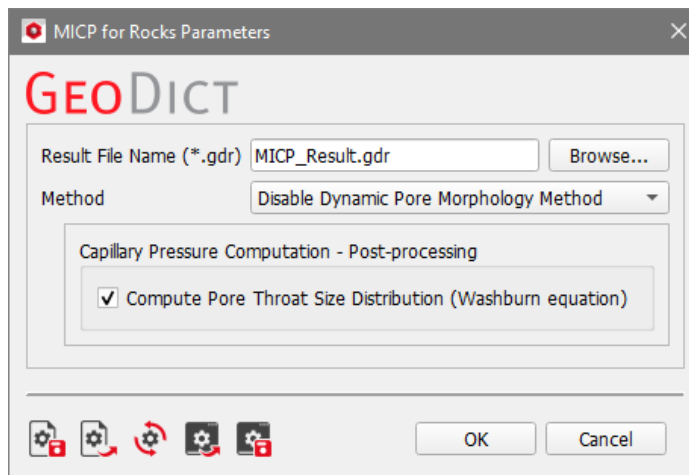 MICP for Rocks Parameters
GEODICT
Result File Name (*.gdr) MICP_Result.gdr Browse...
Method Disable Dynamic Pore Morphology Method
Capillary Pressure Computation - Post-processing
Compute Pore Throat Size Distribution (Washburn equation)
OK Cancel